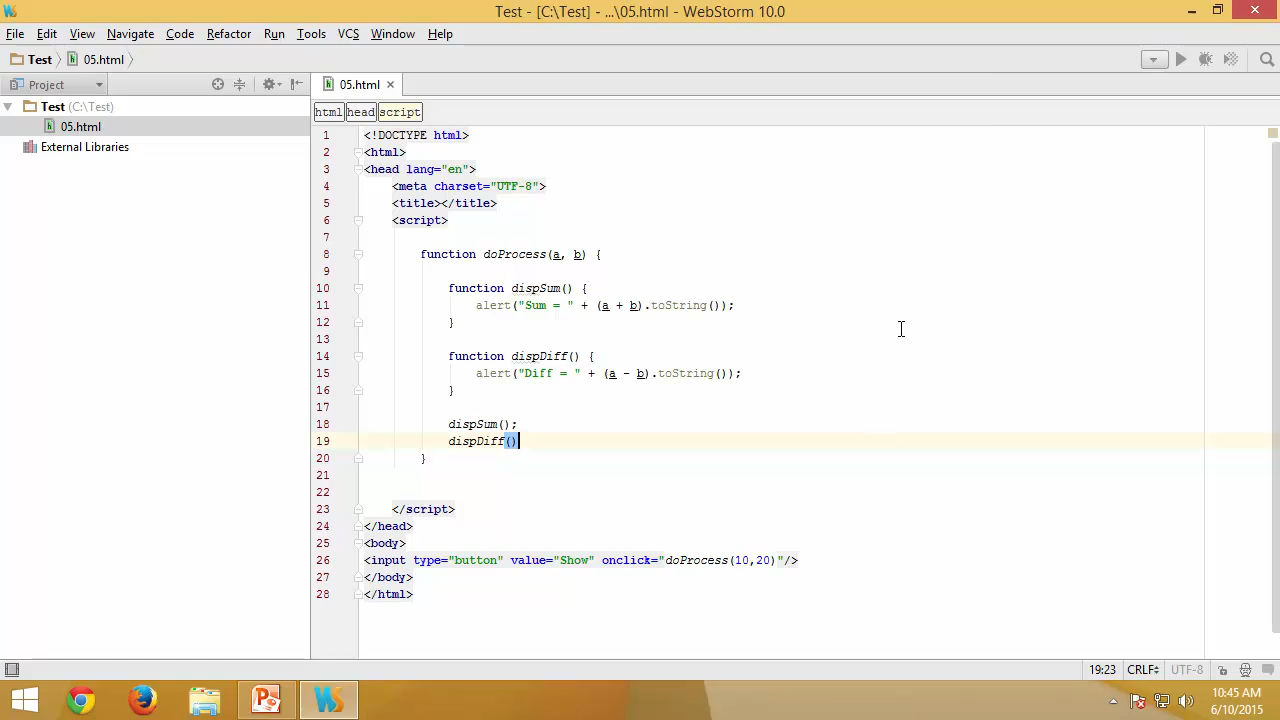 WS Test - [C:\Test] - ...\05.html - WebStorm 10.0
File Edit View Navigate Code Refactor Run Tools VCS Window Help
Test 05.html
Project
05.html
Test (C:\Test)
05.html
External Libraries
html head script
1 <!DOCTYPE html>
2 <html>
3 <head lang="en">
4 <meta charset="UTF-8">
5 <title></title>
6 <script>
7
8 function doProcess(a, b) {
9
10 function dispSum() {
11 alert("Sum = " + (a + b).toString());
12 }
13
14 function dispDiff() {
15 alert("Diff = " + (a - b).toString());
16 }
17
18 dispSum();
19 dispDiff()
20 }
21
22
23 </script>
24 </head>
25 <body>
26 <input type="button" value="Show" onclick="doProcess(10,20)"/>
27 </body>
28 </html>
19:23 CRLF UTF-8
WS
10:45 AM
6/10/2015